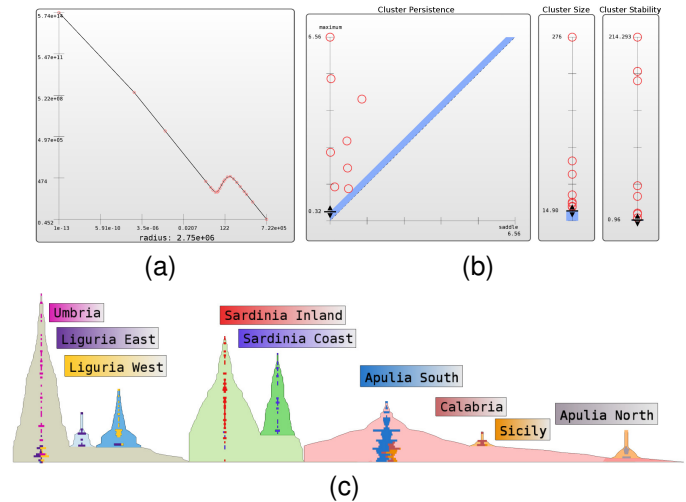 5.74e+14
5.47e+11
5.22e+08
4.97e+05
474
0.452
1e-13
5.91e-10
3.5e-06
0.0207
122
7.22e+05
radius: 2.75e+06
(a)
Cluster Persistence
maximum
6.56
0.32
saddle
6.56
Cluster Size
276
14.90
Cluster Stability
214.293
0.96
(b)
Umbria
Liguria East
Liguria West
Sardinia Inland
Sardinia Coast
Apulia South
Calabria
Sicily
Apulia North
(c)